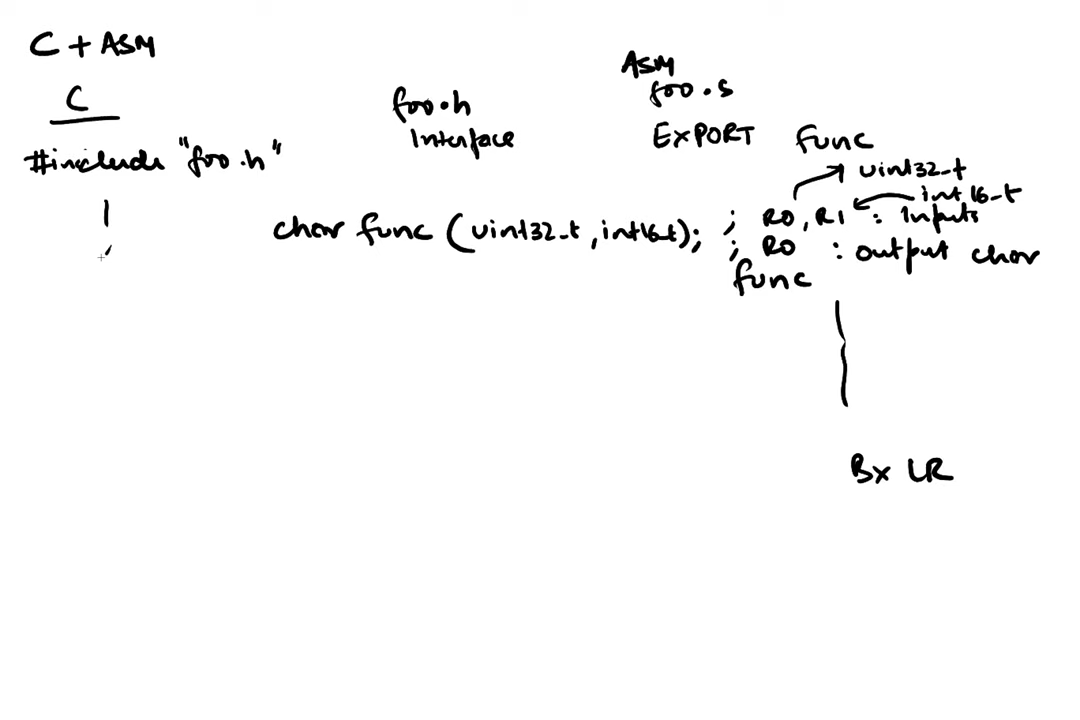 C + ASM
C
#include "foo.h"
foo.h
Interface
char func (uint32_t, int16_t);
ASM
foo.s
EXPORT func
uint32_t
int16_t
; R0, R1 : Inputs
; R0 : output char
func
BX LR